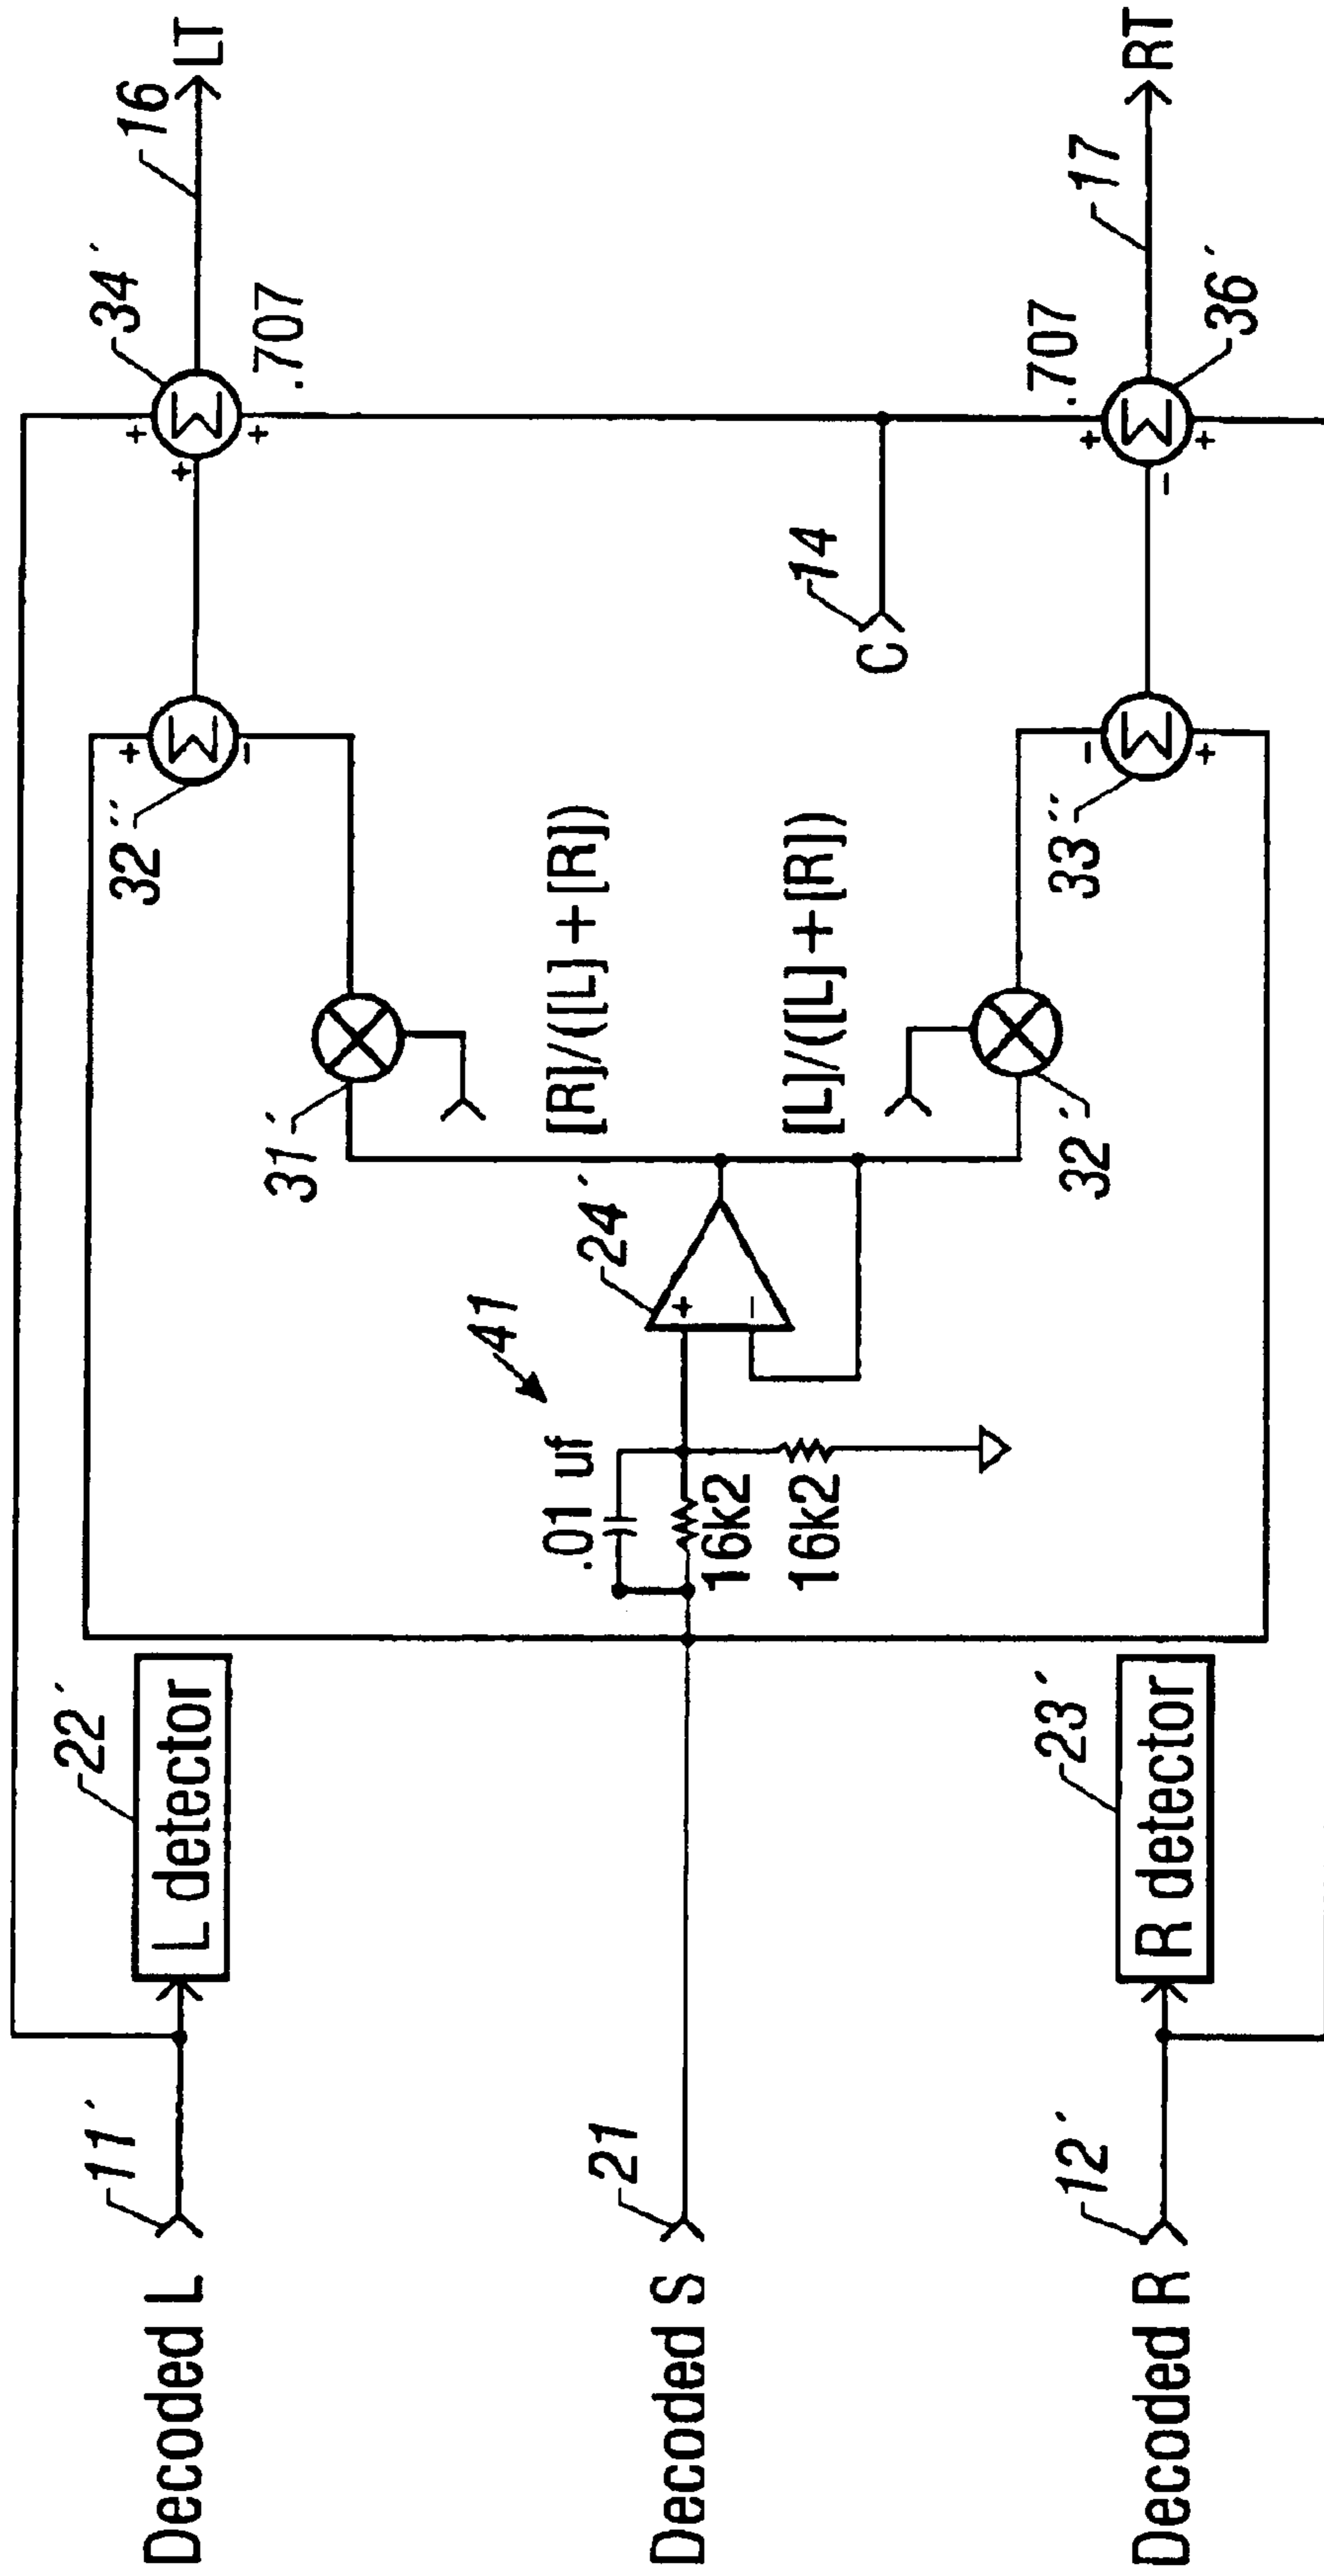 Decoded L
11´
22´
L detector
32´´
34´
.707
16
LT
31´
[R]/([L]+[R])
41
24´
+
−
.01 uf
16k2
16k2
Decoded S
21
[L]/([L]+[R])
32´
C
14
33´´
.707
36´
17
RT
Decoded R
12´
23´
R detector
Σ
+
−
Σ
+
+
+
Σ
−
+
Σ
+
−
+